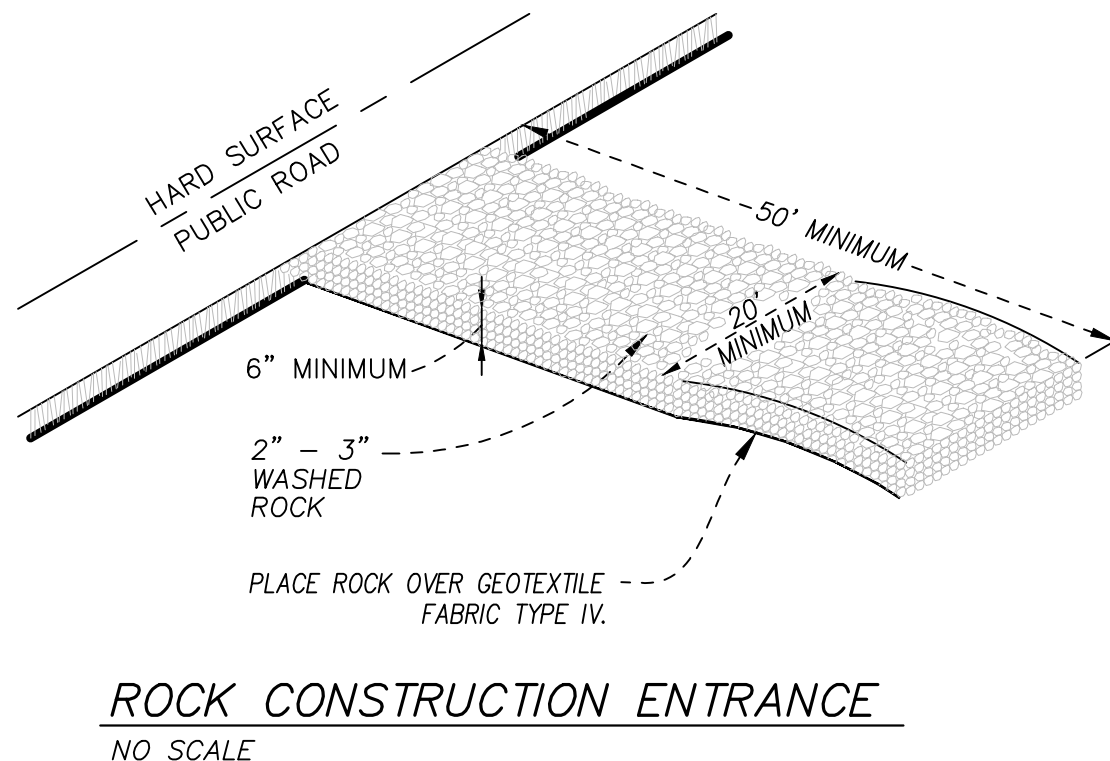 HARD SURFACE
PUBLIC ROAD
50' MINIMUM
20'
MINIMUM
6" MINIMUM
2" – 3"
WASHED
ROCK
PLACE ROCK OVER GEOTEXTILE
FABRIC TYPE IV.
ROCK CONSTRUCTION ENTRANCE
NO SCALE